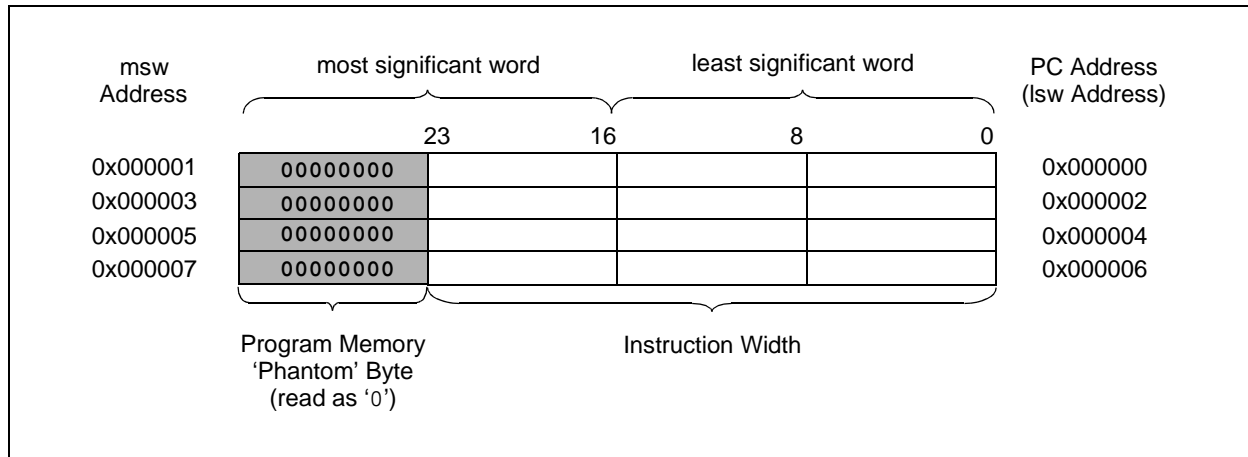 msw
Address
most significant word
least significant word
PC Address
(lsw Address)
23
16
8
0
0x000001
00000000
0x000000
0x000003
00000000
0x000002
0x000005
00000000
0x000004
0x000007
00000000
0x000006
Program Memory
‘Phantom’ Byte
(read as ‘0’)
Instruction Width